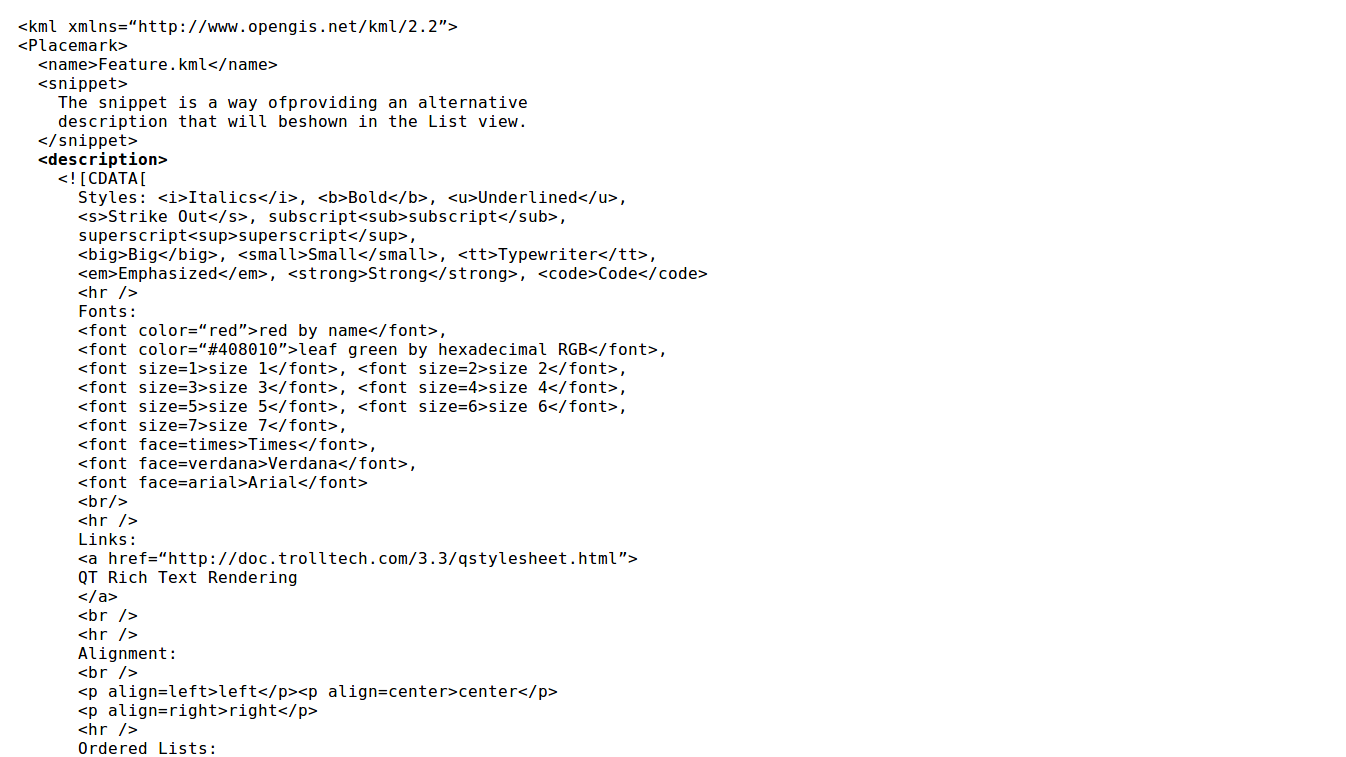 <kml xmlns=“http://www.opengis.net/kml/2.2”>
<Placemark>
<name>Feature.kml</name>
<snippet>
The snippet is a way ofproviding an alternative
description that will beshown in the List view.
</snippet>
<description>
<![CDATA[
Styles: <i>Italics</i>, <b>Bold</b>, <u>Underlined</u>,
<s>Strike Out</s>, subscript<sub>subscript</sub>,
superscript<sup>superscript</sup>,
<big>Big</big>, <small>Small</small>, <tt>Typewriter</tt>,
<em>Emphasized</em>, <strong>Strong</strong>, <code>Code</code>
<hr />
Fonts:
<font color=“red”>red by name</font>,
<font color=“#408010”>leaf green by hexadecimal RGB</font>,
<font size=1>size 1</font>, <font size=2>size 2</font>,
<font size=3>size 3</font>, <font size=4>size 4</font>,
<font size=5>size 5</font>, <font size=6>size 6</font>,
<font size=7>size 7</font>,
<font face=times>Times</font>,
<font face=verdana>Verdana</font>,
<font face=arial>Arial</font>
<br/>
<hr />
Links:
<a href=“http://doc.trolltech.com/3.3/qstylesheet.html”>
QT Rich Text Rendering
</a>
<br />
<hr />
Alignment:
<br />
<p align=left>left</p><p align=center>center</p>
<p align=right>right</p>
<hr />
Ordered Lists: